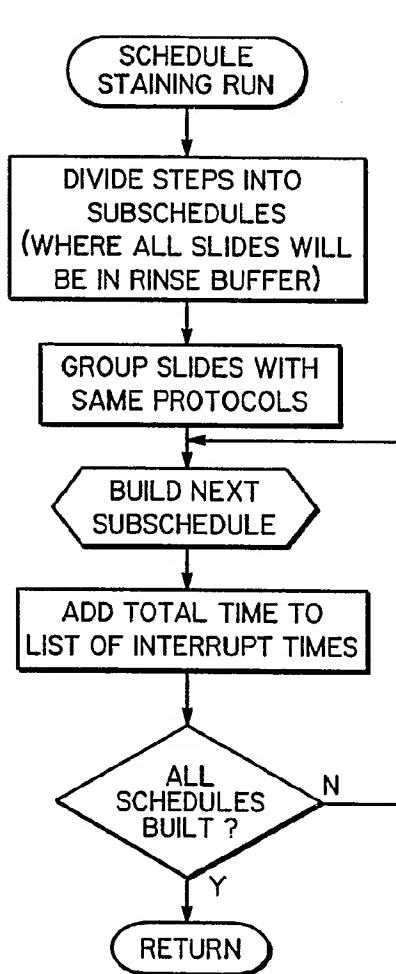 SCHEDULE
STAINING RUN
DIVIDE STEPS INTO
SUBSCHEDULES
(WHERE ALL SLIDES WILL
BE IN RINSE BUFFER)
GROUP SLIDES WITH
SAME PROTOCOLS
BUILD NEXT
SUBSCHEDULE
ADD TOTAL TIME TO
LIST OF INTERRUPT TIMES
ALL
SCHEDULES
BUILT ?
N
Y
RETURN